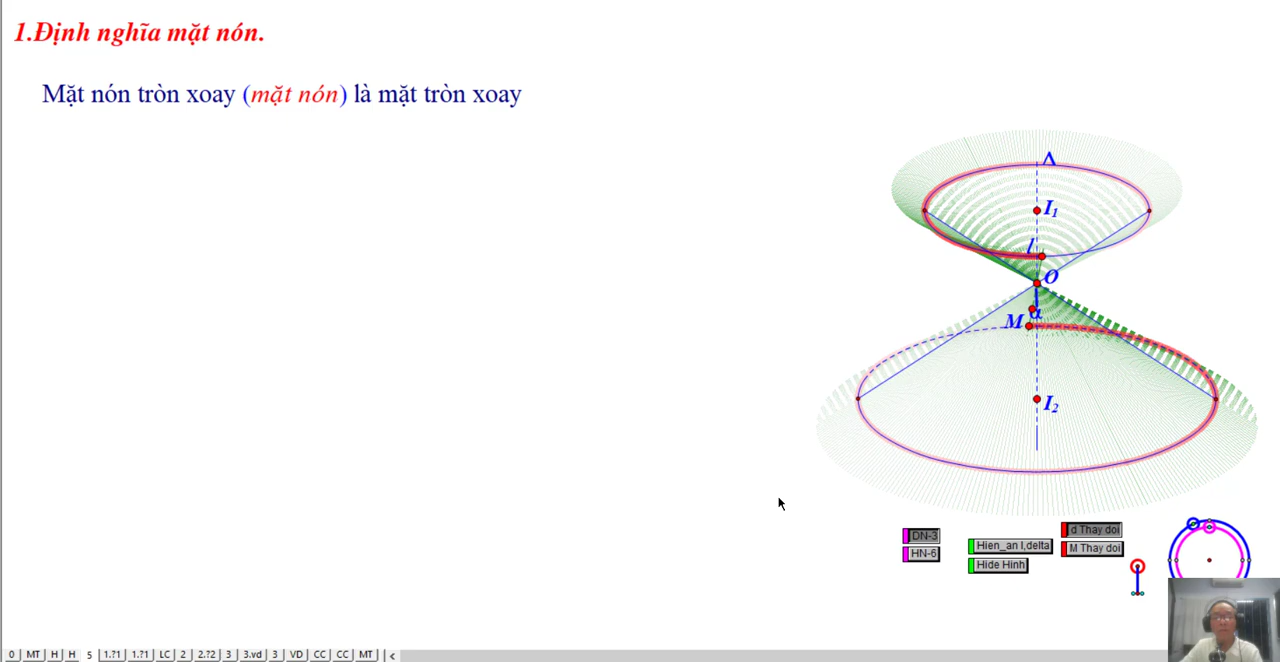 1.Định nghĩa mặt nón.
Mặt nón tròn xoay (mặt nón) là mặt tròn xoay
Δ
I1
l
O
α
M
I2
d Thay doi
DN-3
Hien_an l,delta
M Thay doi
HN-6
Hide Hinh
0 MT H H 5 1.?1 1.?1 LC 2 2.?2 3 3.vd 3 VD CC CC MT <